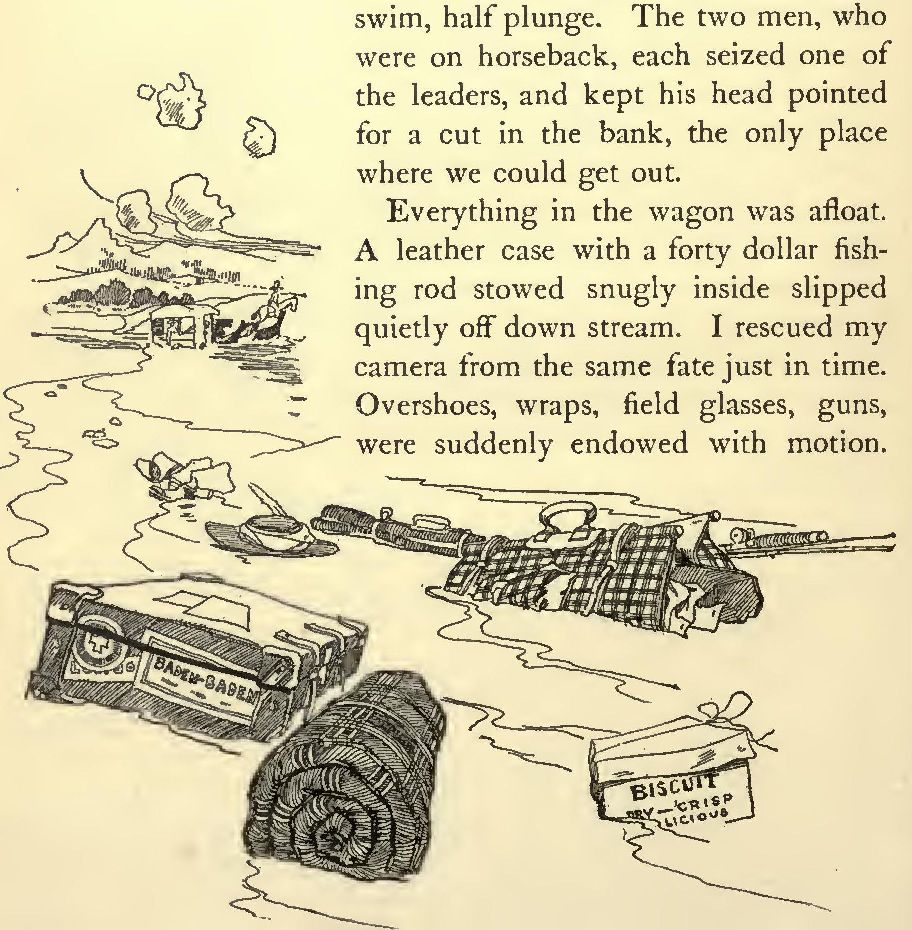 swim, half plunge. The two men, who
were on horseback, each seized one of
the leaders, and kept his head pointed
for a cut in the bank, the only place
where we could get out.
Everything in the wagon was afloat.
A leather case with a forty dollar fish-
ing rod stowed snugly inside slipped
quietly off down stream. I rescued my
camera from the same fate just in time.
Overshoes, wraps, field glasses, guns,
were suddenly endowed with motion.
BADEN-BADEN
BISCUIT
DRY—CRISP
LICIOUS